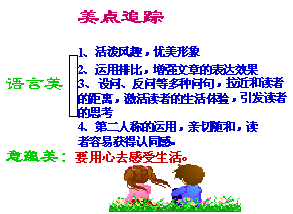 美点追踪
1、活泼风趣，优美形象
语言美
2、运用排比，增强文章的表达效果
3、设问、反问等多种问句，拉近和读者
的距离，激活读者的生活体验，引发读者
的思考
4、第二人称的运用，亲切随和，读
者容易获得认同感。
意蕴美：要用心去感受生活。